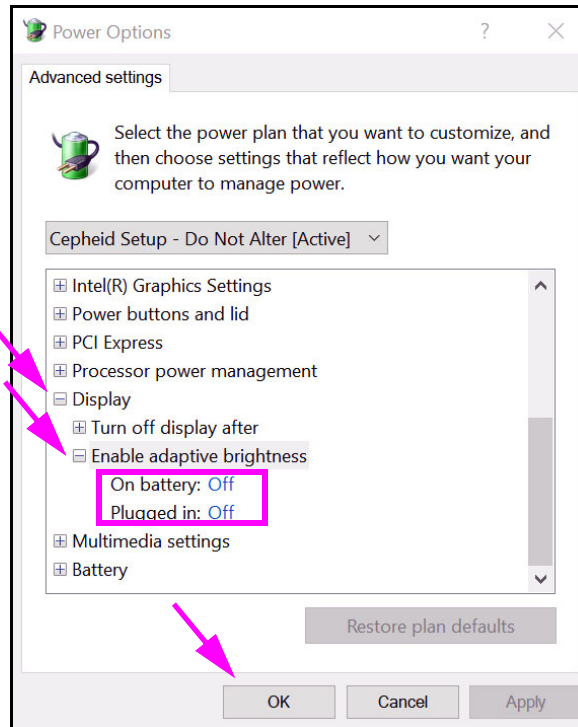 Power Options
?
Advanced settings
Select the power plan that you want to customize, and
then choose settings that reflect how you want your
computer to manage power.
Cepheid Setup - Do Not Alter [Active]
Intel(R) Graphics Settings
Power buttons and lid
PCI Express
Processor power management
Display
Turn off display after
Enable adaptive brightness
On battery: Off
Plugged in: Off
Multimedia settings
Battery
Restore plan defaults
OK Cancel Apply